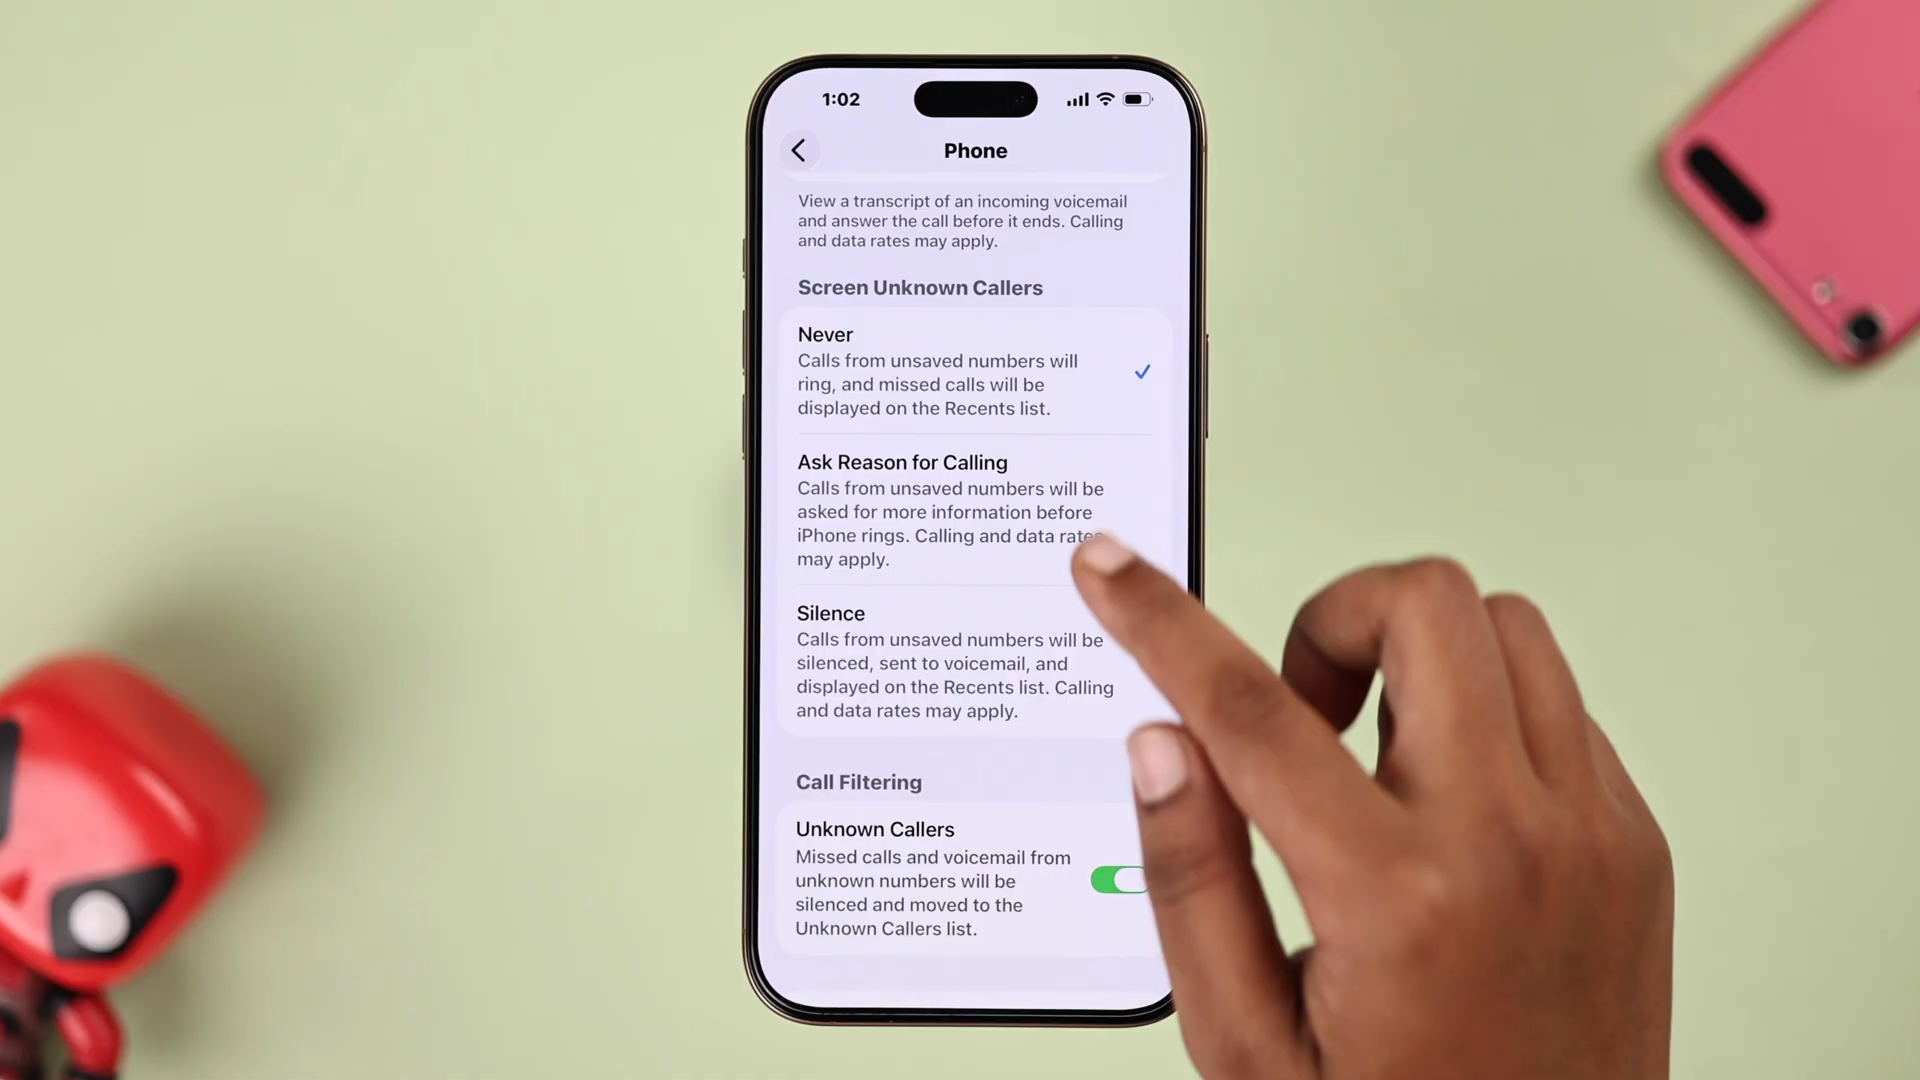 1:02
Phone
View a transcript of an incoming voicemail
and answer the call before it ends. Calling
and data rates may apply.
Screen Unknown Callers
Never
Calls from unsaved numbers will
ring, and missed calls will be
displayed on the Recents list.
Ask Reason for Calling
Calls from unsaved numbers will be
asked for more information before
iPhone rings. Calling and data rates
may apply.
Silence
Calls from unsaved numbers will be
silenced, sent to voicemail, and
displayed on the Recents list. Calling
and data rates may apply.
Call Filtering
Unknown Callers
Missed calls and voicemail from
unknown numbers will be
silenced and moved to the
Unknown Callers list.